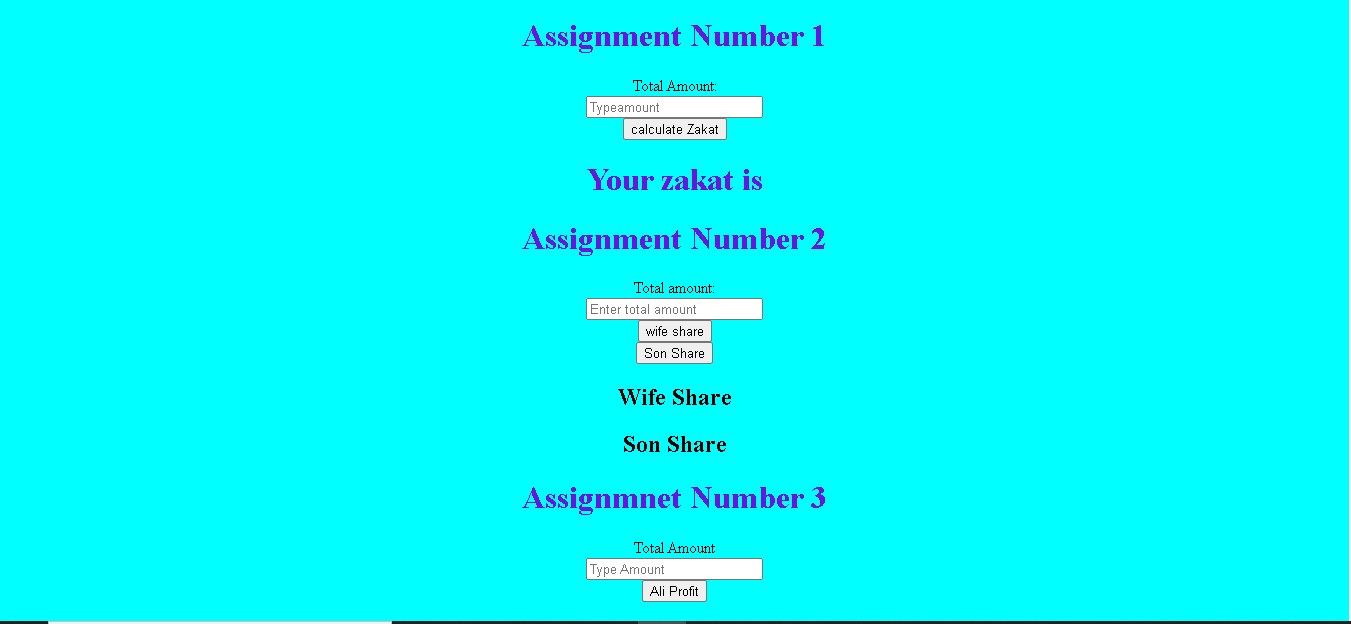 Assignment Number 1
Total Amount:
Typeamount
calculate Zakat
Your zakat is
Assignment Number 2
Total amount:
Enter total amount
wife share
Son Share
Wife Share
Son Share
Assignmnet Number 3
Total Amount
Type Amount
Ali Profit